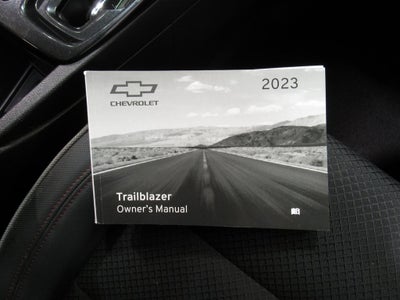 CHEVROLET
2023
Trailblazer
Owner's Manual